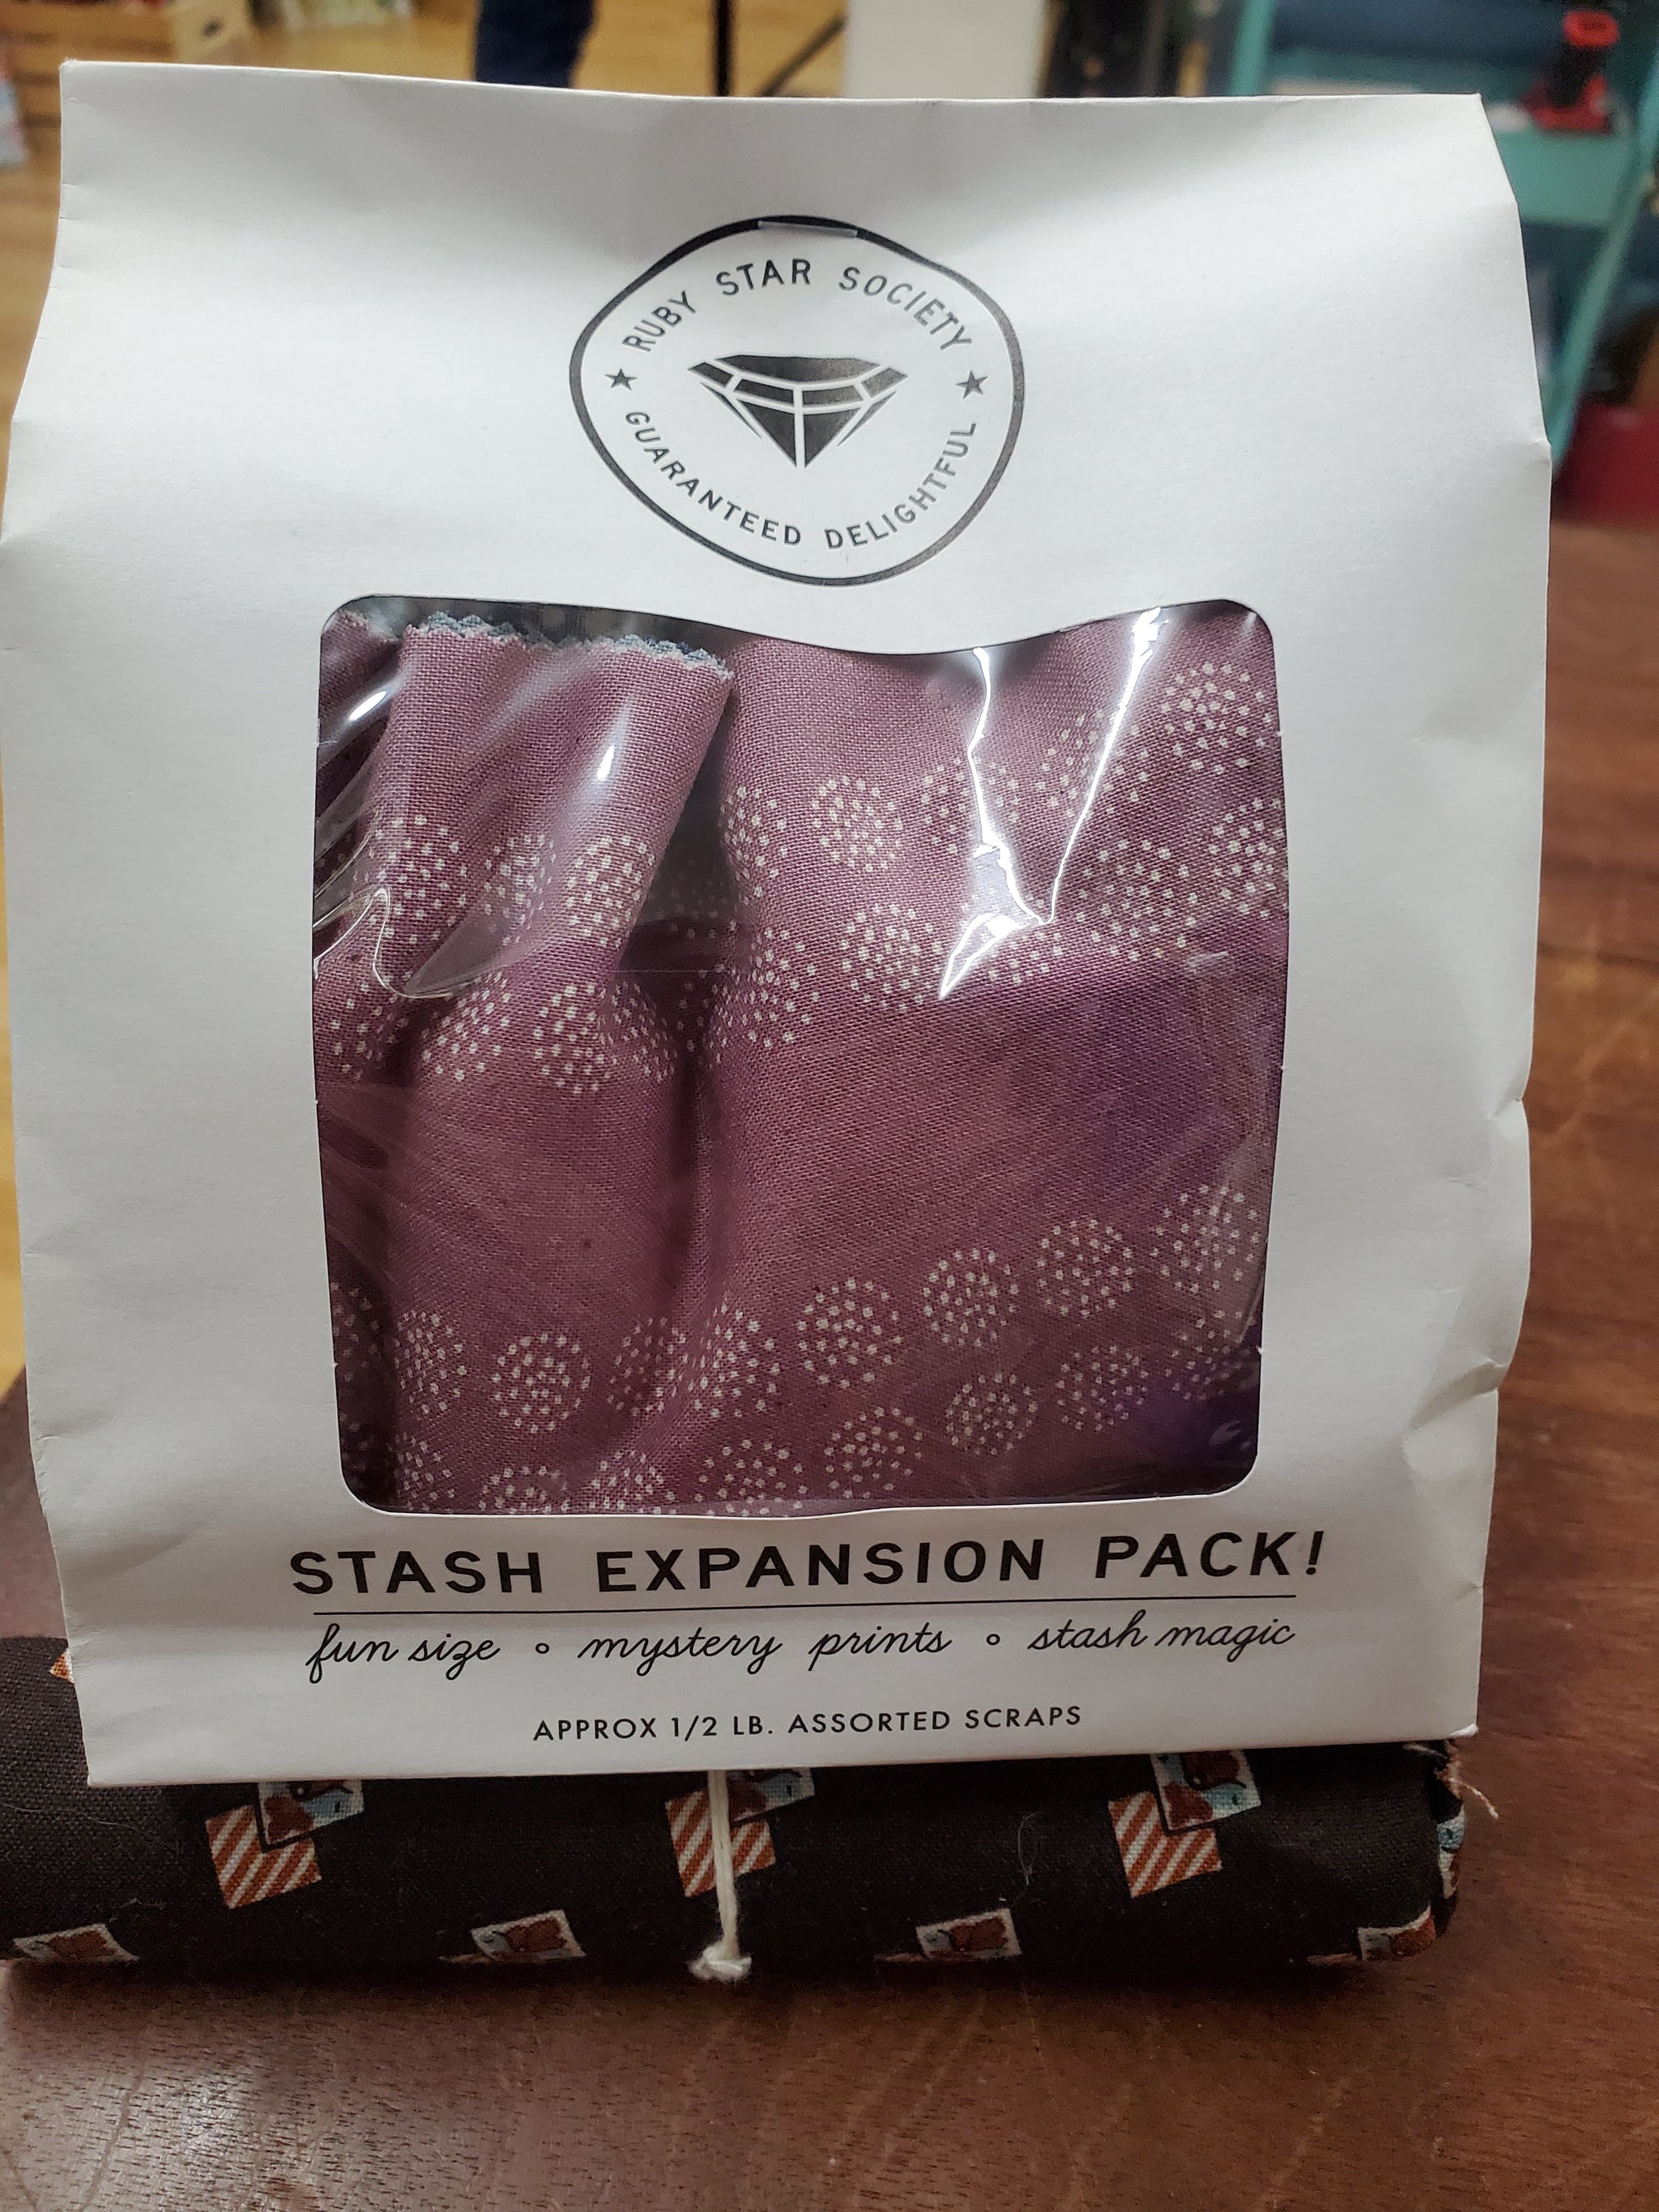 RUBY STAR SOCIETY
GUARANTEED DELIGHTFUL
STASH EXPANSION PACK!
fun size ∘ mystery prints ∘ stash magic
APPROX 1/2 LB. ASSORTED SCRAPS